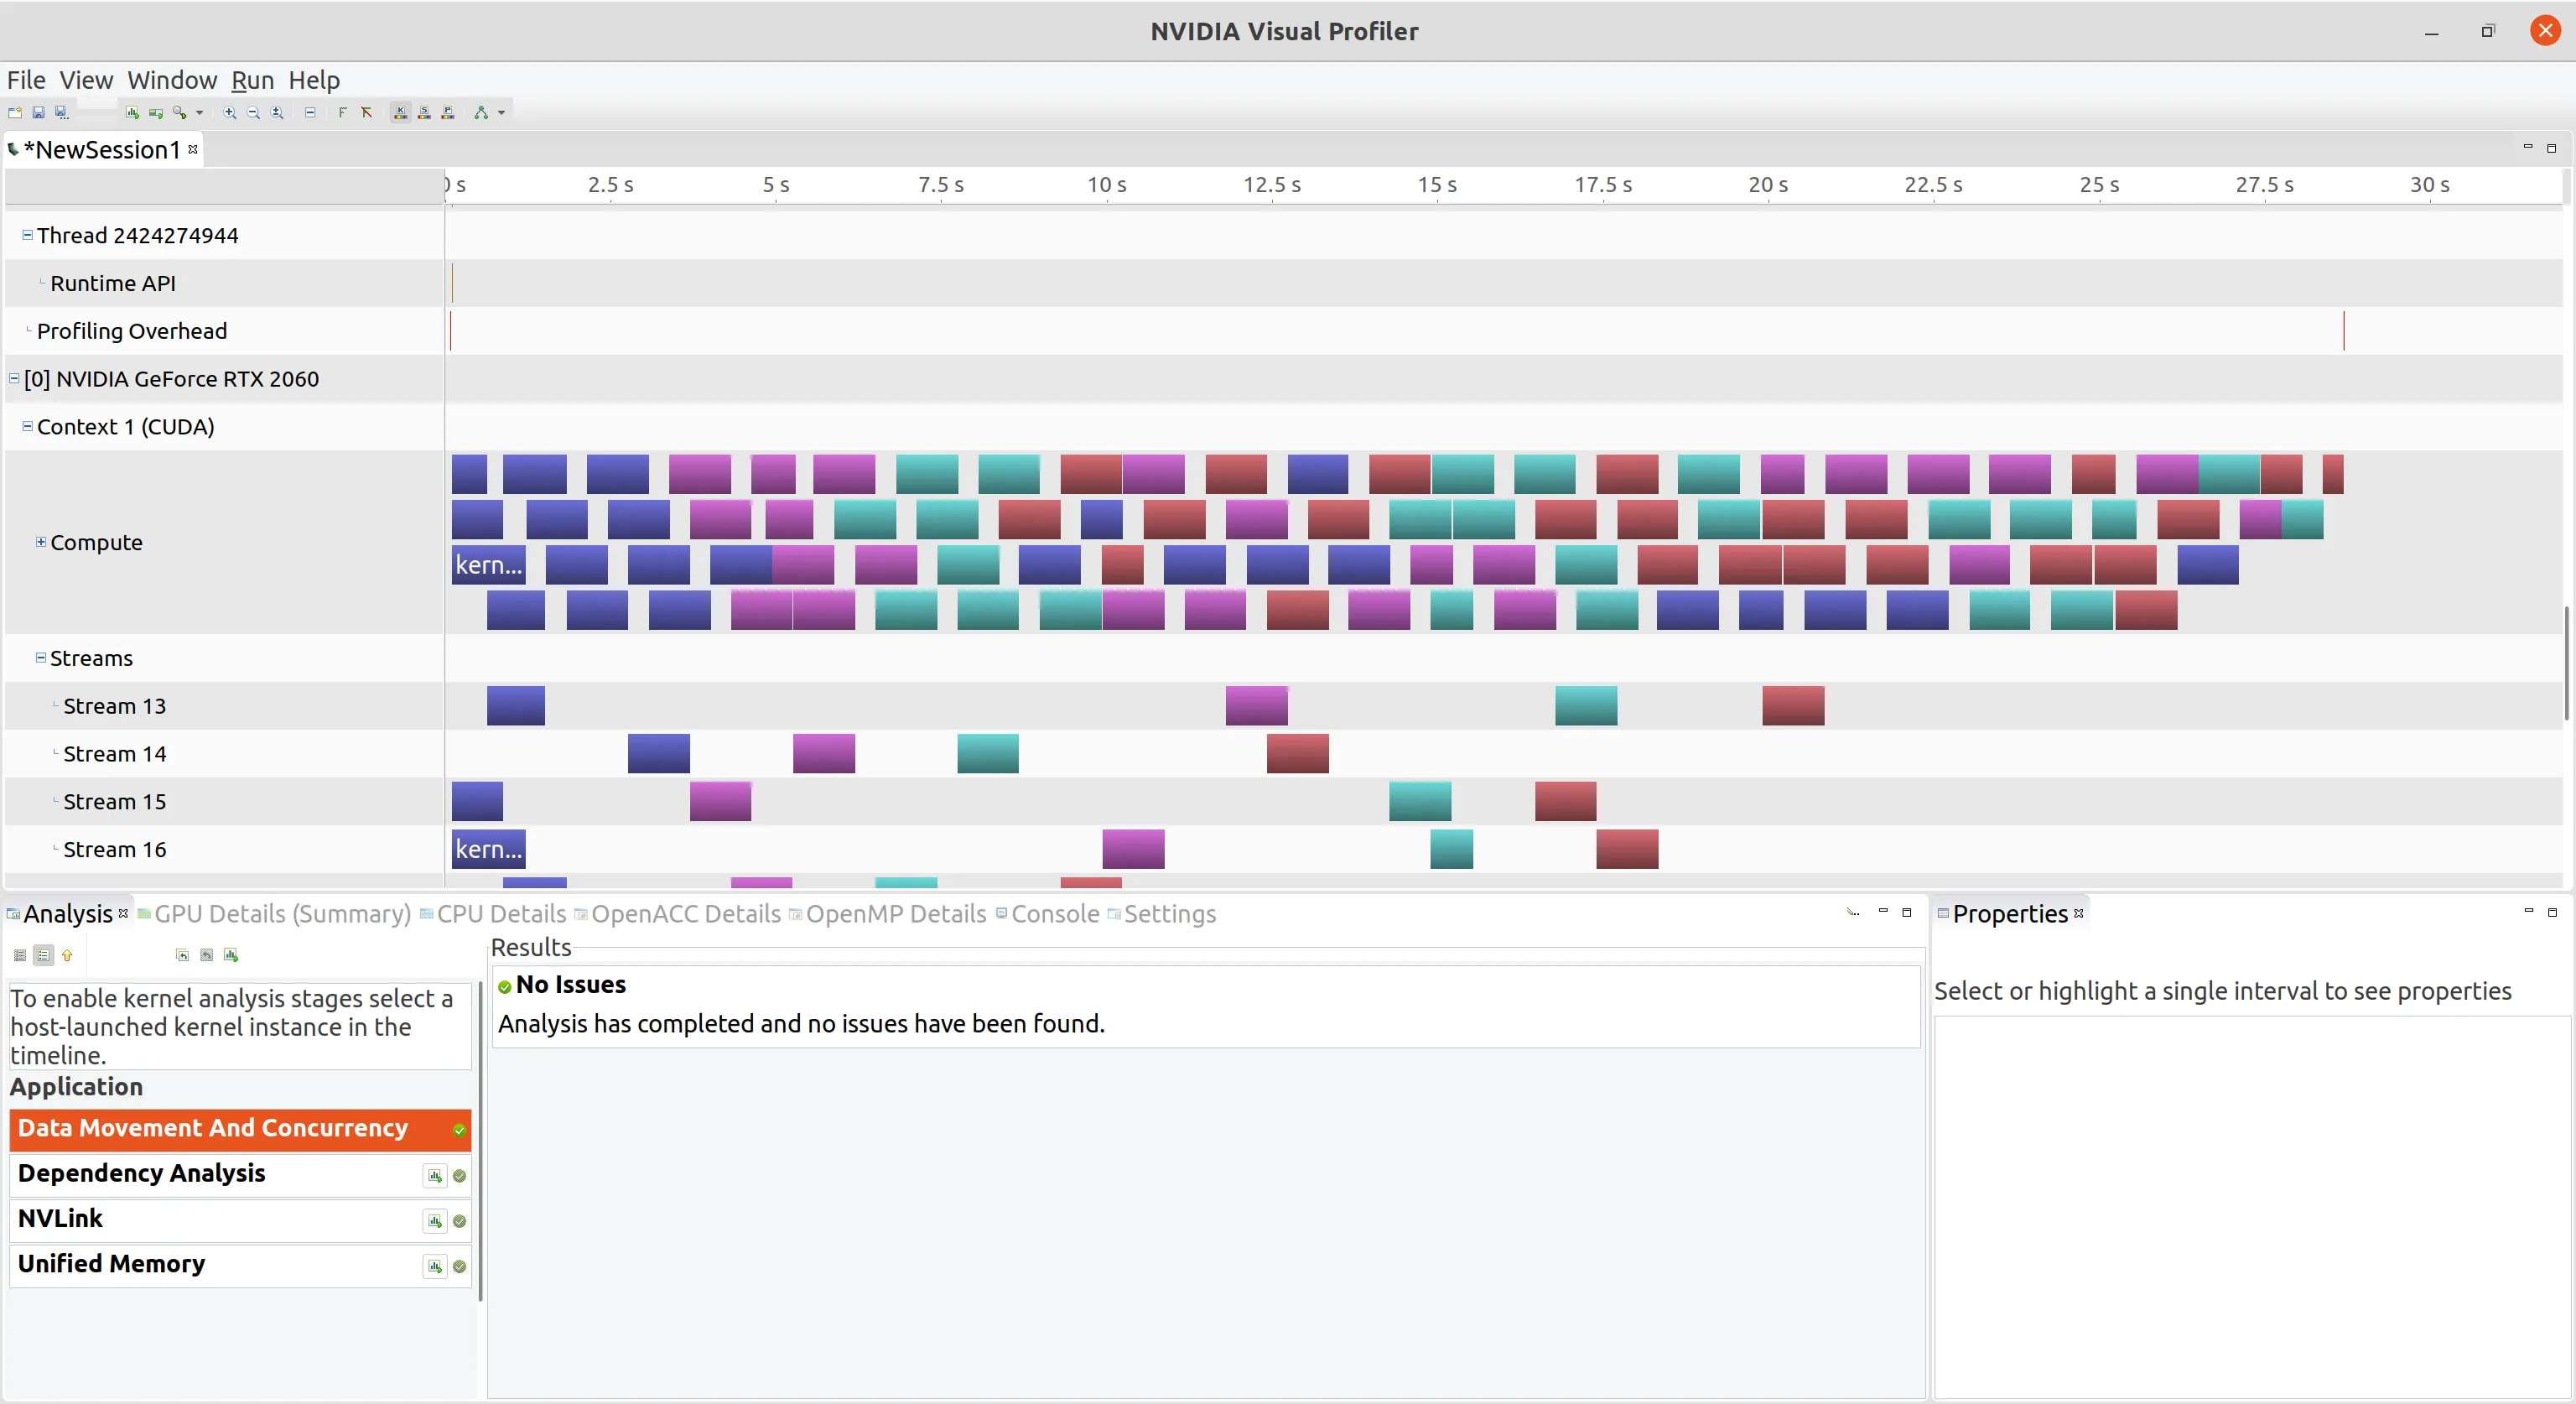 NVIDIA Visual Profiler
File View Window Run Help
*NewSession1
0 s 2.5 s 5 s 7.5 s 10 s 12.5 s 15 s 17.5 s 20 s 22.5 s 25 s 27.5 s 30 s
Thread 2424274944
Runtime API
Profiling Overhead
[0] NVIDIA GeForce RTX 2060
Context 1 (CUDA)
Compute
kern...
Streams
Stream 13
Stream 14
Stream 15
Stream 16
kern...
Analysis GPU Details (Summary) CPU Details OpenACC Details OpenMP Details Console Settings
To enable kernel analysis stages select a
host-launched kernel instance in the
timeline.
Application
Data Movement And Concurrency
Dependency Analysis
NVLink
Unified Memory
Results
No Issues
Analysis has completed and no issues have been found.
Properties
Select or highlight a single interval to see properties